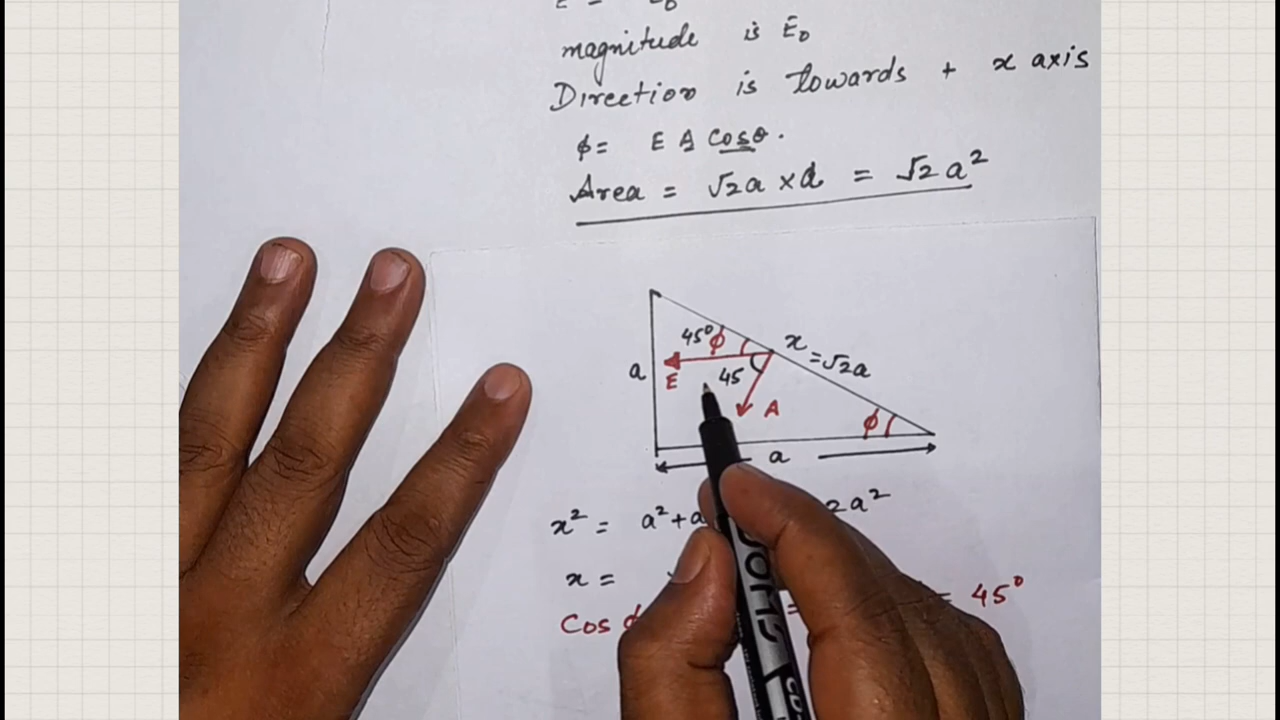 magnitude is E₀
Direction is towards + x axis
ϕ = E A cosθ.
Area = √2a × a = √2 a²
45° ϕ
x = √2a
a
E
45
A
ϕ
a
x² = a² + a 2a²
x =
Cos ϕ = = 45°